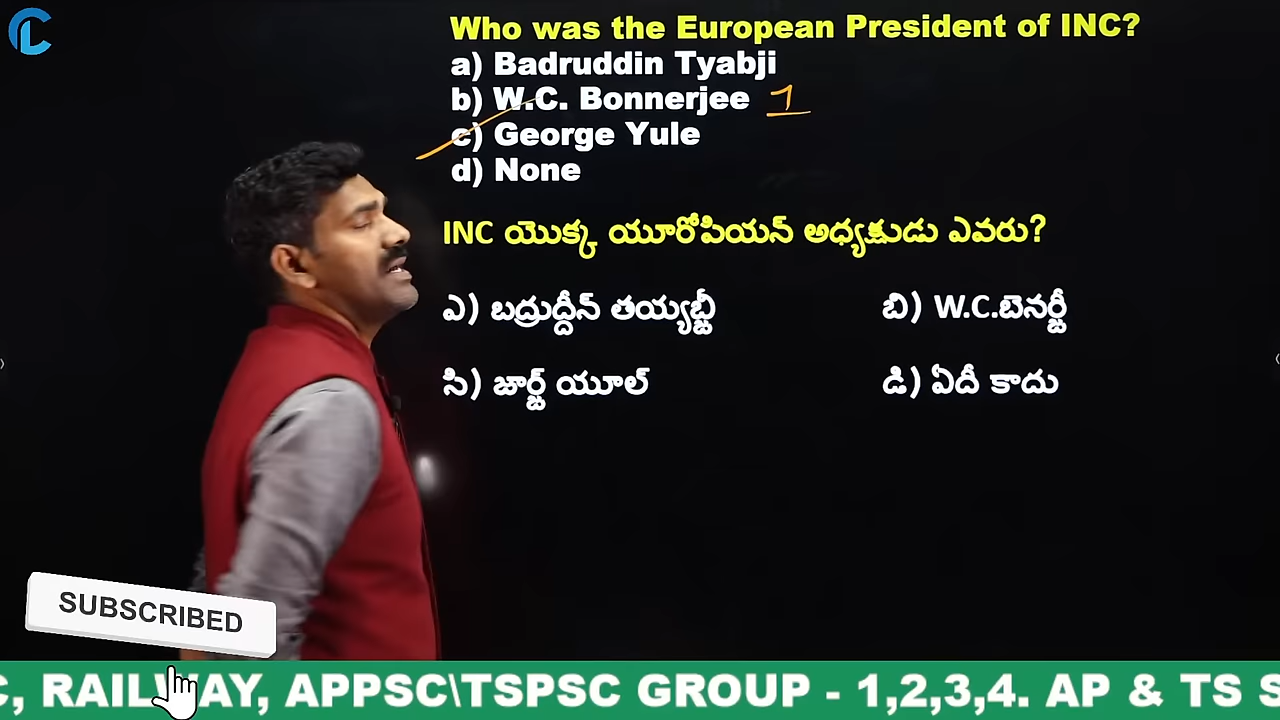 Who was the European President of INC?
a) Badruddin Tyabji
b) W.C. Bonnerjee 1
c) George Yule
d) None
INC యొక్క యూరోపియన్ అధ్యక్షుడు ఎవరు?
ఎ) బద్రుద్దీన్ తయ్యబ్జీ బి) W.C.బెనర్జీ
సి) జార్జ్ యూల్ డి) ఏదీ కాదు
SUBSCRIBED
C, RAILWAY, APPSC\TSPSC GROUP - 1,2,3,4. AP & TS S